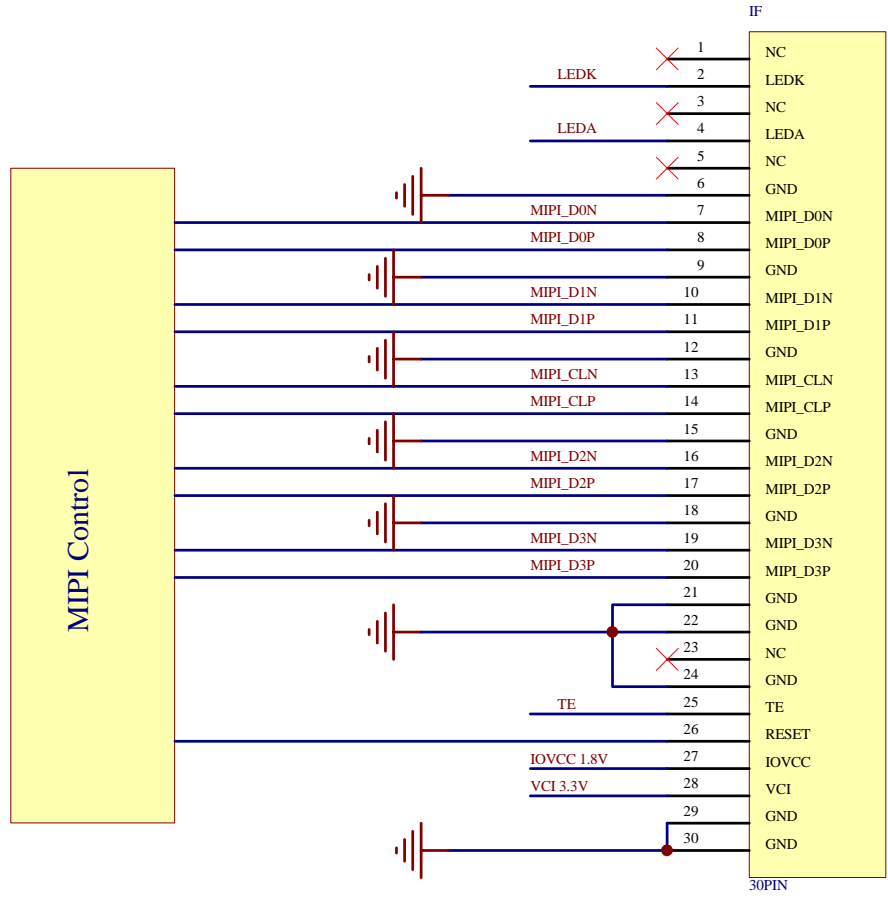 IF
1 NC
LEDK 2 LEDK
3 NC
LEDA 4 LEDA
5 NC
6 GND
MIPI_D0N 7 MIPI_D0N
MIPI_D0P 8 MIPI_D0P
9 GND
MIPI_D1N 10 MIPI_D1N
MIPI_D1P 11 MIPI_D1P
12 GND
MIPI_CLN 13 MIPI_CLN
MIPI_CLP 14 MIPI_CLP
15 GND
MIPI_D2N 16 MIPI_D2N
MIPI_D2P 17 MIPI_D2P
18 GND
MIPI_D3N 19 MIPI_D3N
MIPI_D3P 20 MIPI_D3P
21 GND
22 GND
23 NC
24 GND
TE 25 TE
26 RESET
IOVCC 1.8V 27 IOVCC
VCI 3.3V 28 VCI
29 GND
30 GND
30PIN
MIPI Control